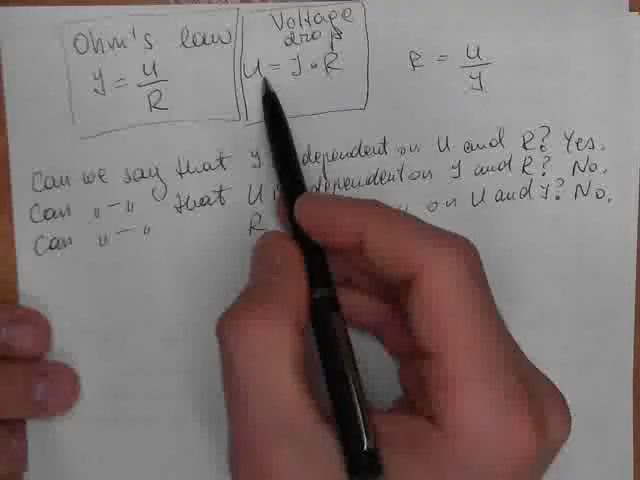 Ohm's law
Voltage
drop
y = u / R
U = y · R
R = u / y
Can we say that y dependent on U and R? Yes.
Can "—" that U dependent on y and R? No.
Can "—" R on U and y? No.